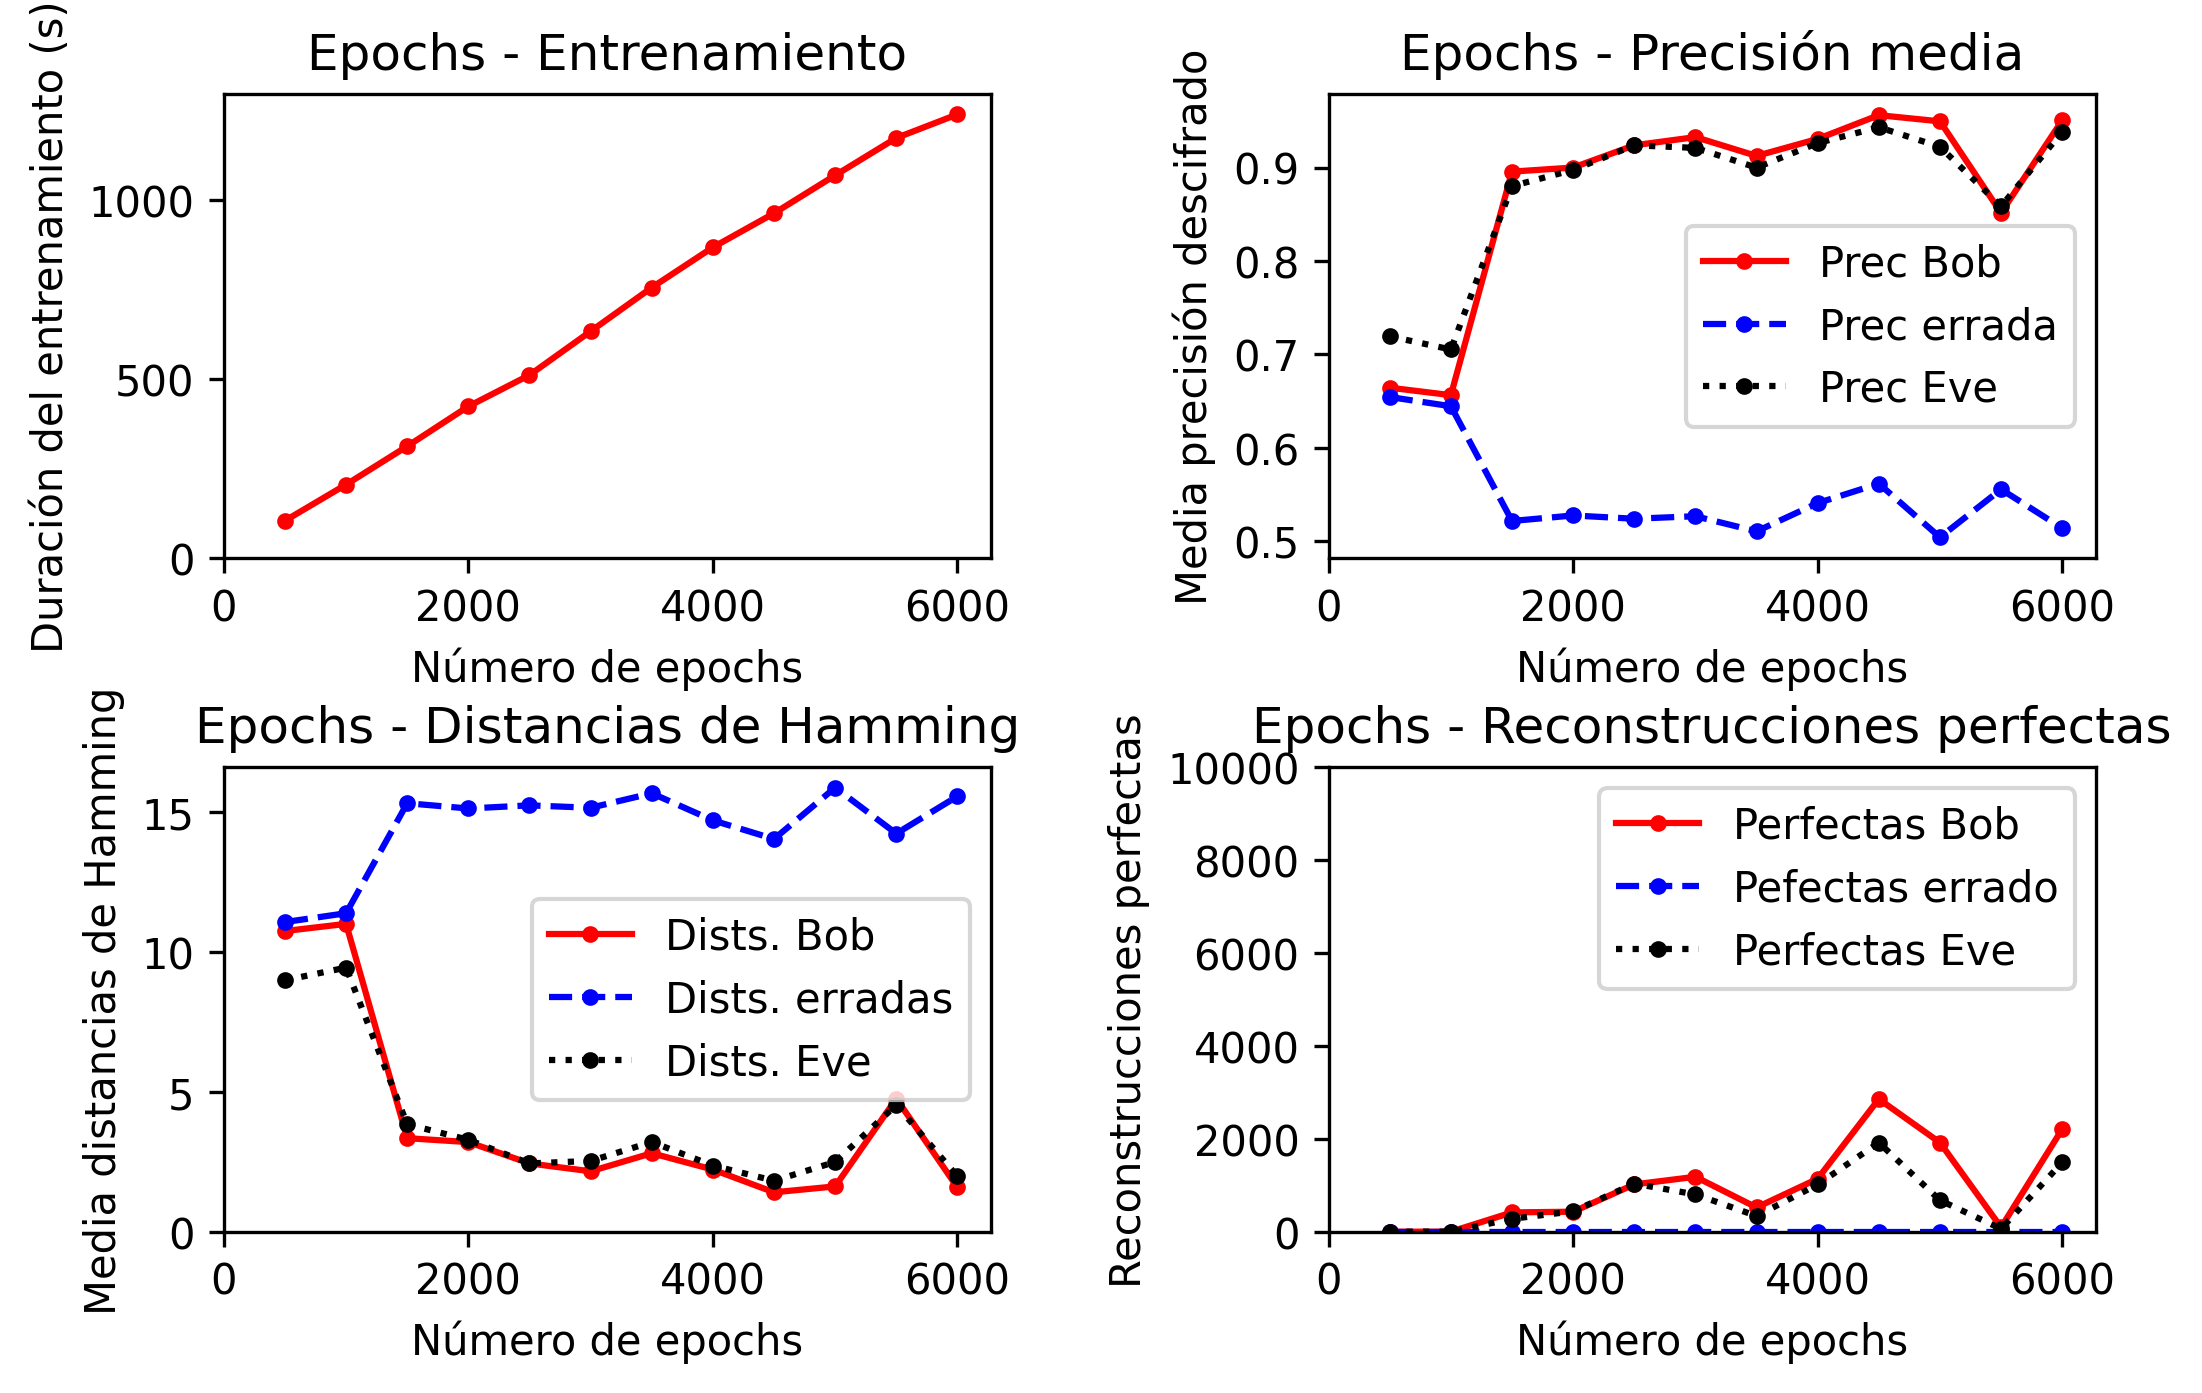 Epochs - Entrenamiento
Duración del entrenamiento (s)
1000
500
0
0 2000 4000 6000
Número de epochs
Epochs - Precisión media
Media precisión descifrado
0.9
0.8
0.7
0.6
0.5
Prec Bob
Prec errada
Prec Eve
0 2000 4000 6000
Número de epochs
Epochs - Distancias de Hamming
Media distancias de Hamming
15
10
5
0
Dists. Bob
Dists. erradas
Dists. Eve
0 2000 4000 6000
Número de epochs
Epochs - Reconstrucciones perfectas
Reconstrucciones perfectas
10000
8000
6000
4000
2000
0
Perfectas Bob
Pefectas errado
Perfectas Eve
0 2000 4000 6000
Número de epochs